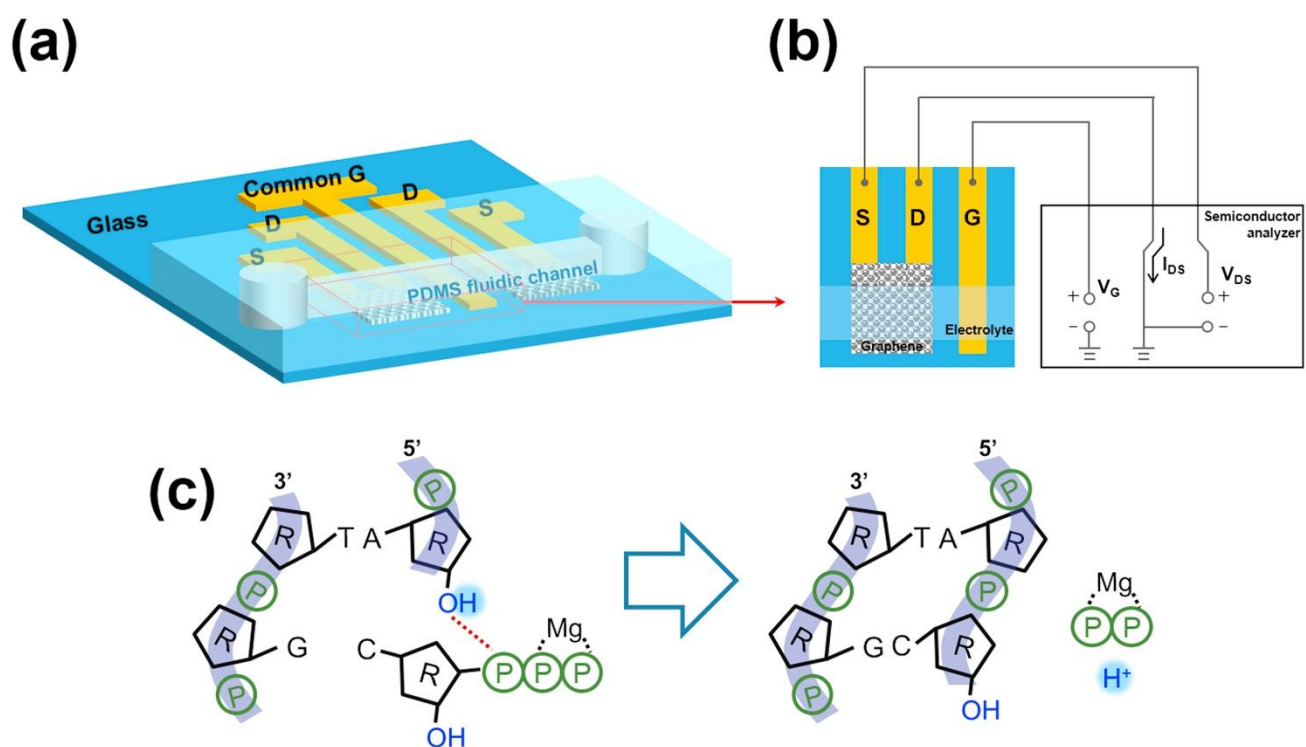 (a)
Common G
D
D
S
S
Glass
PDMS fluidic channel
(b)
S D G
Electrolyte
Graphene
Semiconductor
analyzer
I_DS
V_G
V_DS
+
−
+
−
(c)
3’
5’
P
R
T A
R
P
OH
R
G
P
C
R
P P P
Mg
OH
3’
5’
P
R
T A
R
P
P
R
G C
R
P
OH
Mg
P P
H⁺